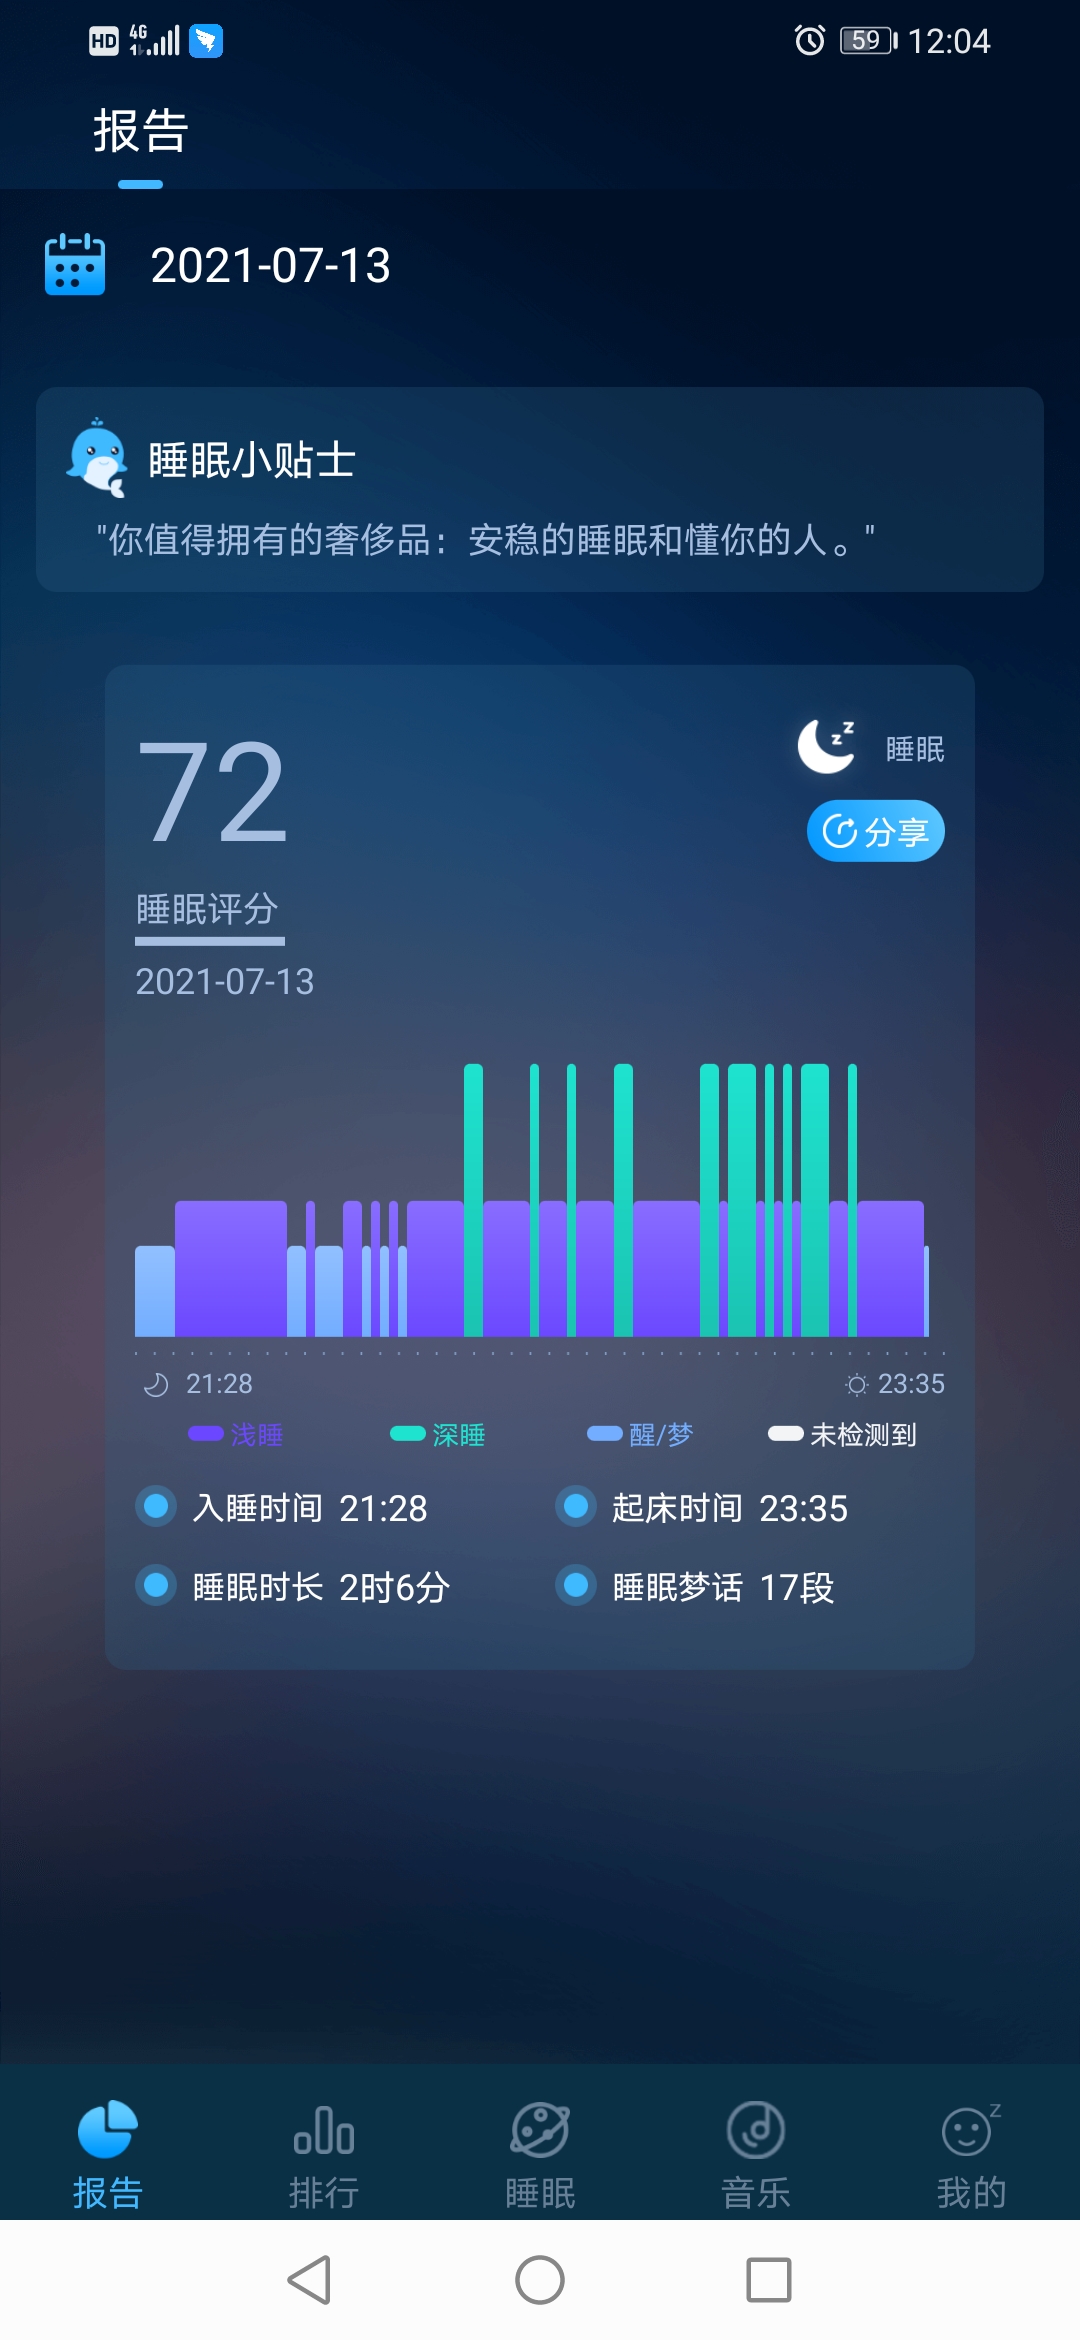 HD 4G 59 12:04
报告
2021-07-13
睡眠小贴士
"你值得拥有的奢侈品：安稳的睡眠和懂你的人。"
72
睡眠
分享
睡眠评分
2021-07-13
21:28 23:35
浅睡 深睡 醒/梦 未检测到
入睡时间 21:28 起床时间 23:35
睡眠时长 2时6分 睡眠梦话 17段
报告 排行 睡眠 音乐 我的